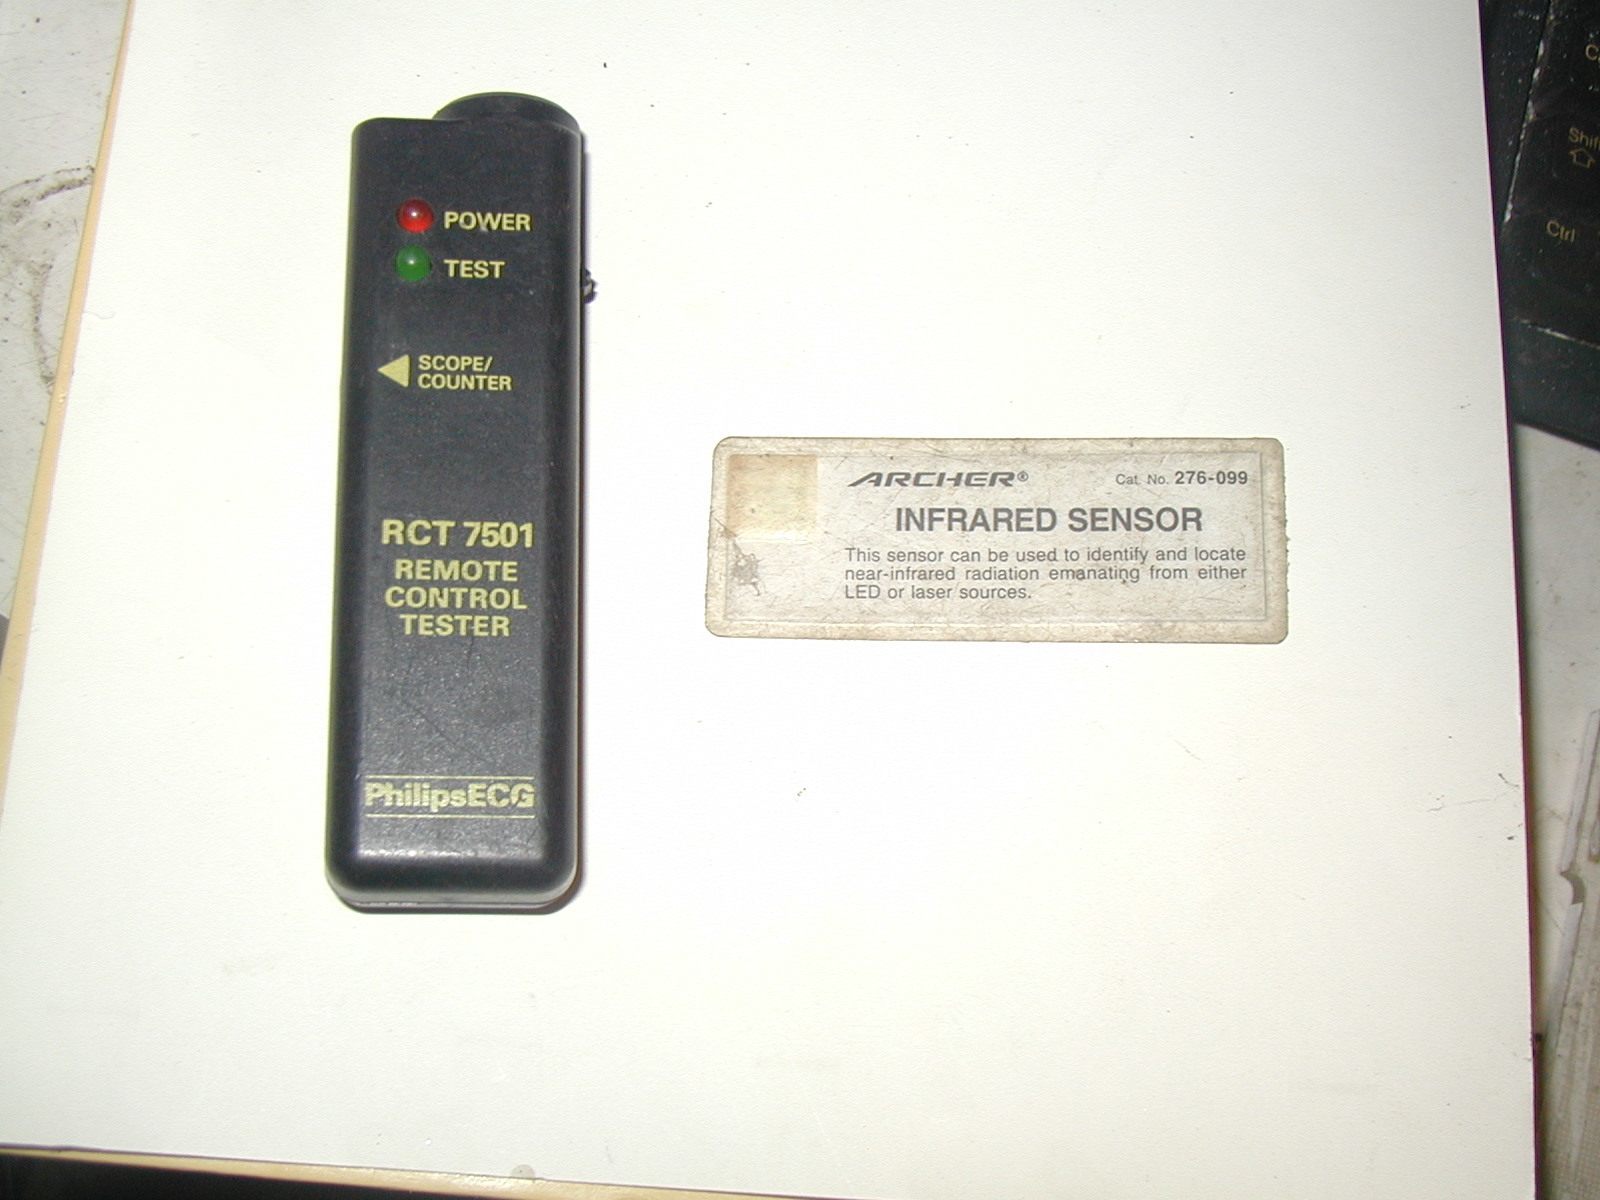 POWER
TEST
SCOPE/
COUNTER
RCT 7501
REMOTE
CONTROL
TESTER
PhilipsECG
ARCHER® Cat. No. 276-099
INFRARED SENSOR
This sensor can be used to identify and locate
near-infrared radiation emanating from either
LED or laser sources.
Ctrl